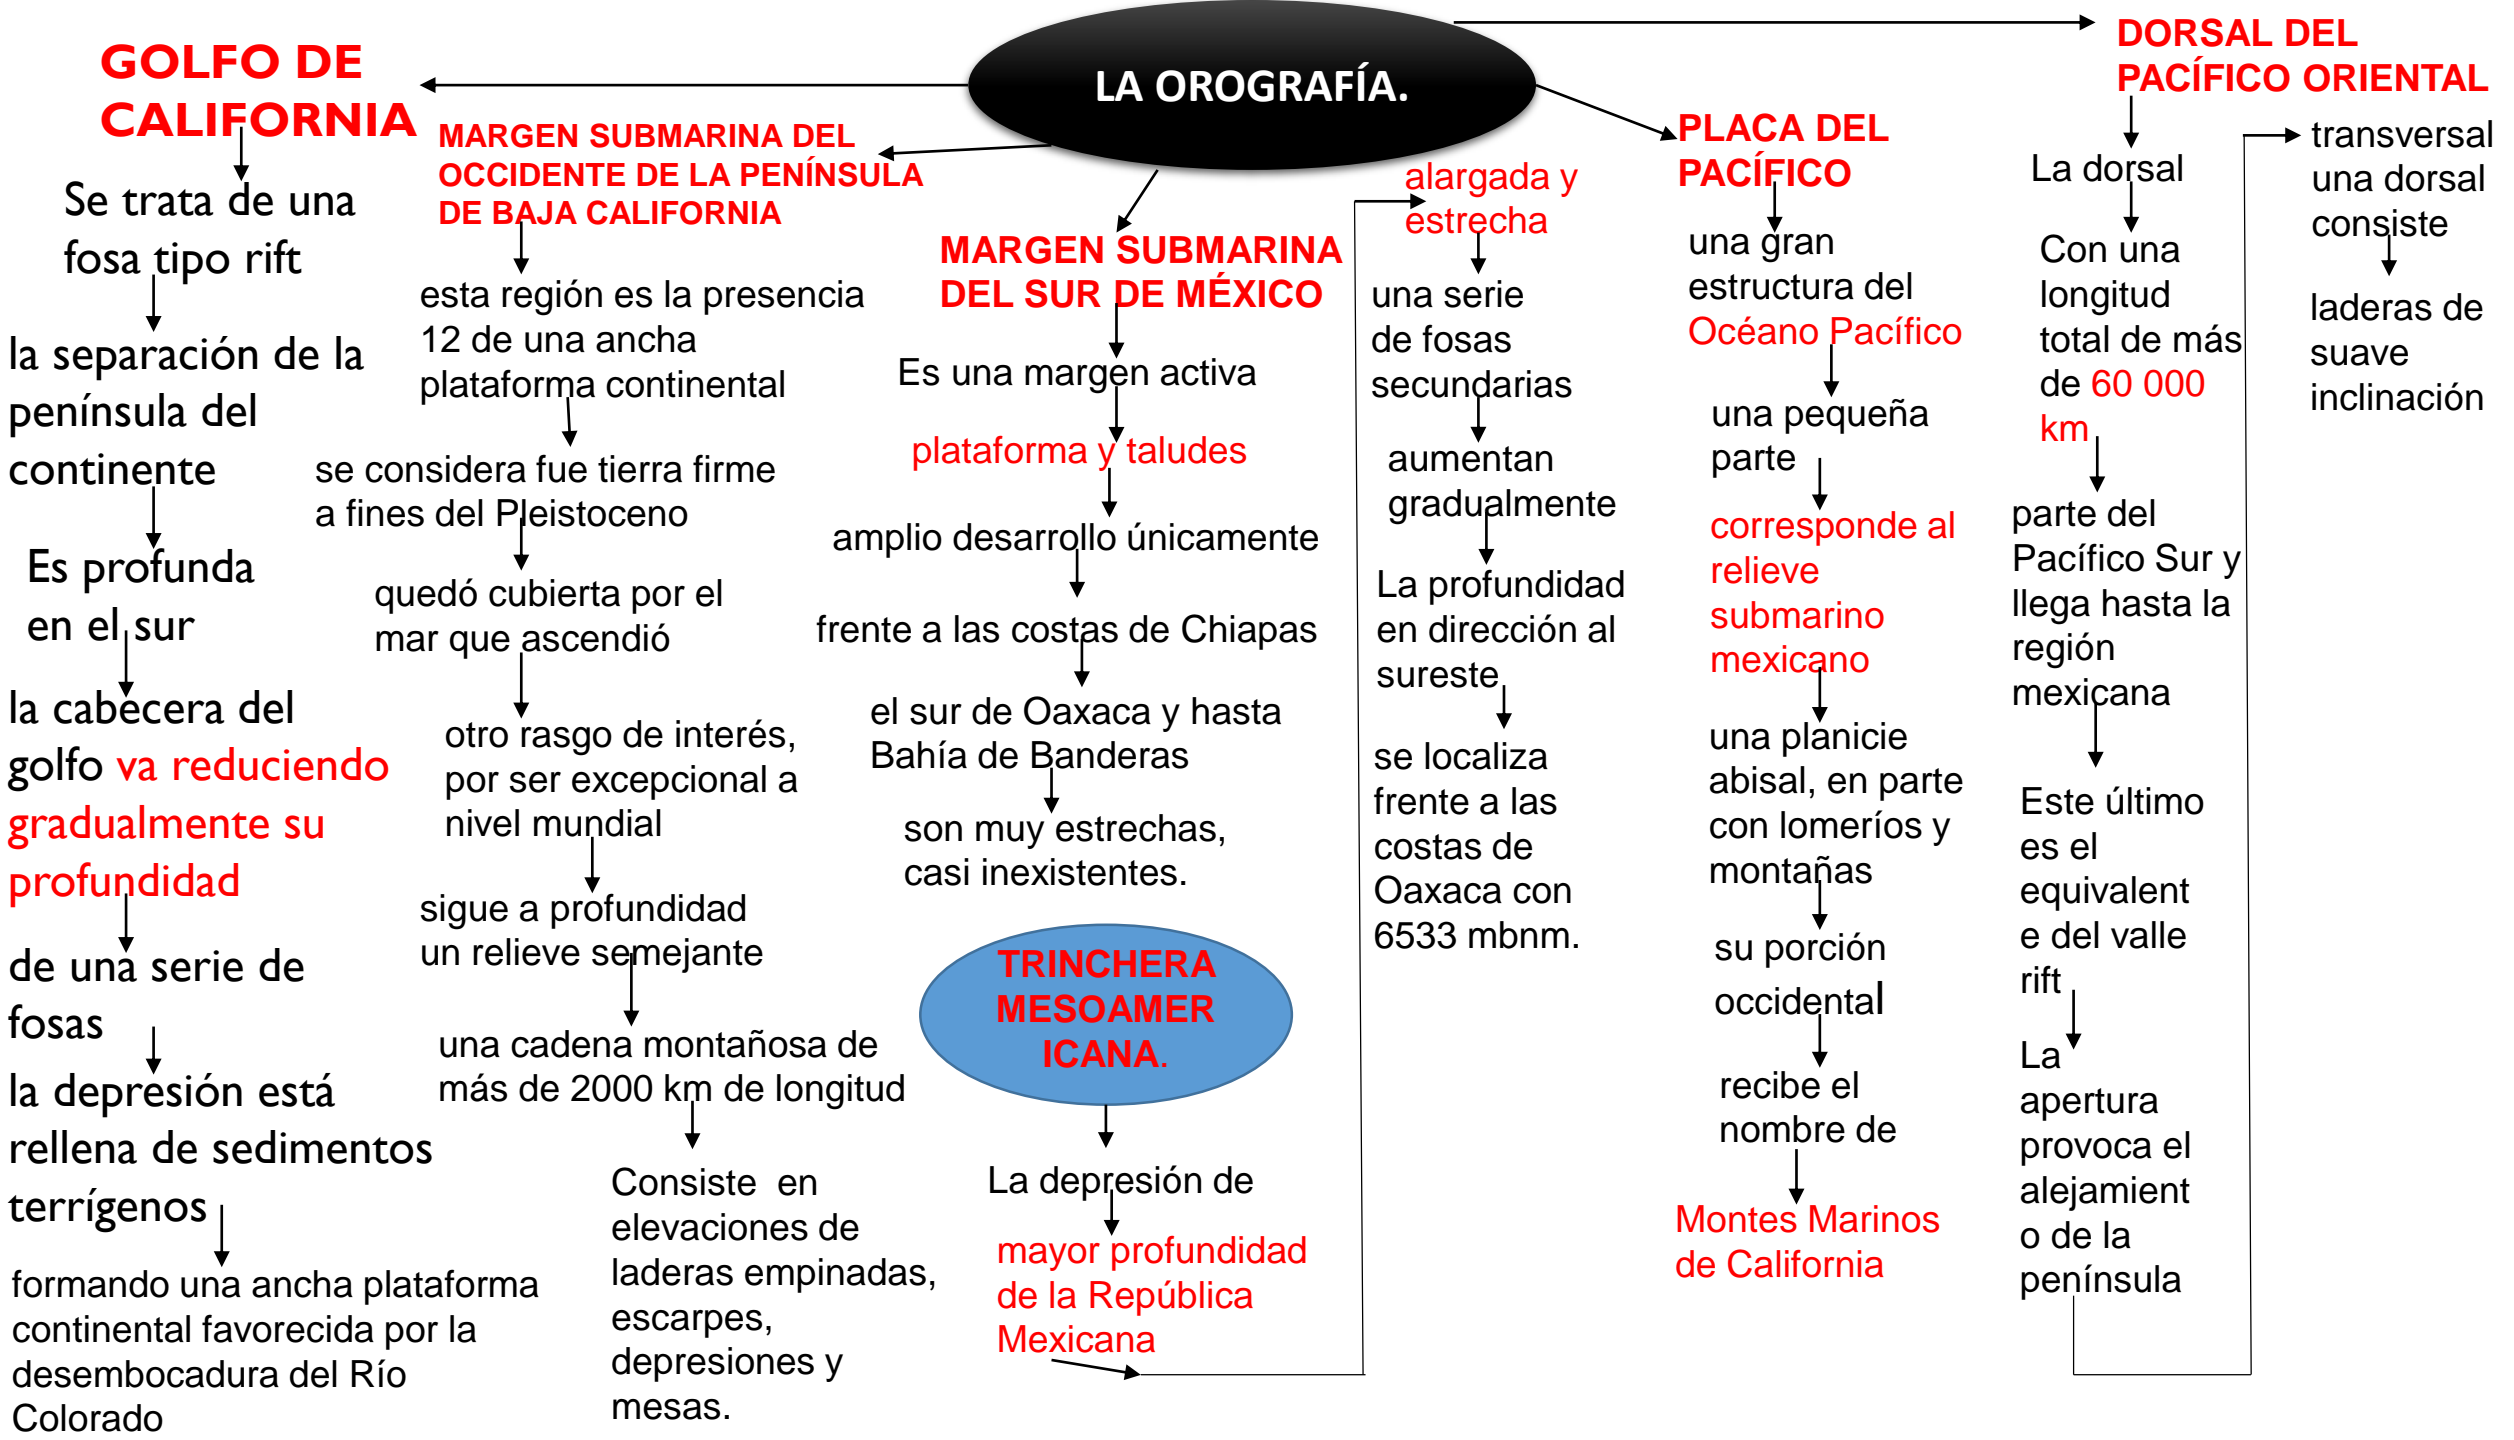 LA OROGRAFÍA.
GOLFO DE
CALIFORNIA
Se trata de una
fosa tipo rift
la separación de la
península del
continente
Es profunda
en el sur
la cabecera del
golfo va reduciendo
gradualmente su
profundidad
de una serie de
fosas
la depresión está
rellena de sedimentos
terrígenos
formando una ancha plataforma
continental favorecida por la
desembocadura del Río
Colorado
MARGEN SUBMARINA DEL
OCCIDENTE DE LA PENÍNSULA
DE BAJA CALIFORNIA
esta región es la presencia
12 de una ancha
plataforma continental
se considera fue tierra firme
a fines del Pleistoceno
quedó cubierta por el
mar que ascendió
otro rasgo de interés,
por ser excepcional a
nivel mundial
sigue a profundidad
un relieve semejante
una cadena montañosa de
más de 2000 km de longitud
Consiste  en
elevaciones de
laderas empinadas,
escarpes,
depresiones y
mesas.
MARGEN SUBMARINA
DEL SUR DE MÉXICO
Es una margen activa
plataforma y taludes
amplio desarrollo únicamente
frente a las costas de Chiapas
el sur de Oaxaca y hasta
Bahía de Banderas
son muy estrechas,
casi inexistentes.
TRINCHERA
MESOAMER
ICANA.
La depresión de
mayor profundidad
de la República
Mexicana
alargada y
estrecha
una serie
de fosas
secundarias
aumentan
gradualmente
La profundidad
en dirección al
sureste
se localiza
frente a las
costas de
Oaxaca con
6533 mbnm.
PLACA DEL
PACÍFICO
una gran
estructura del
Océano Pacífico
una pequeña
parte
corresponde al
relieve
submarino
mexicano
una planicie
abisal, en parte
con lomeríos y
montañas
su porción
occidental
recibe el
nombre de
Montes Marinos
de California
DORSAL DEL
PACÍFICO ORIENTAL
La dorsal
Con una
longitud
total de más
de 60 000
km
parte del
Pacífico Sur y
llega hasta la
región
mexicana
Este último
es el
equivalent
e del valle
rift
La
apertura
provoca el
alejamient
o de la
península
transversal
una dorsal
consiste
laderas de
suave
inclinación